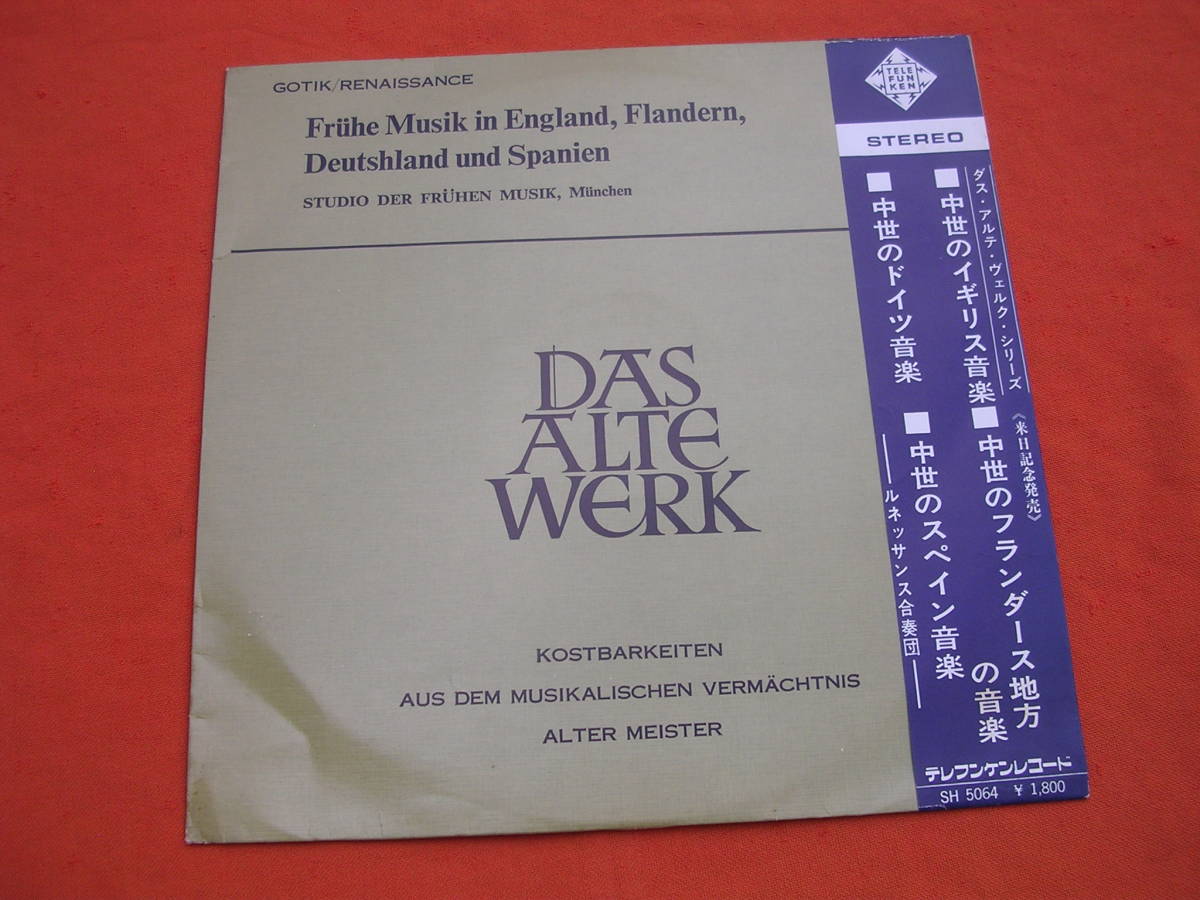 GOTIK/RENAISSANCE
Frühe Musik in England, Flandern,
Deutshland und Spanien
STUDIO DER FRÜHEN MUSIK, München
DAS
ALTE
WERK
KOSTBARKEITEN
AUS DEM MUSIKALISCHEN VERMÄCHTNIS
ALTER MEISTER
TELE
FUN
KEN
STEREO
ダス・アルテ・ヴェルク・シリーズ
《来日記念発売》
■中世のイギリス音楽
■中世のフランダース地方
の音楽
■中世のドイツ音楽
■中世のスペイン音楽
──ルネッサンス合奏団──
テレフンケンレコード
SH 5064 ¥ 1,800